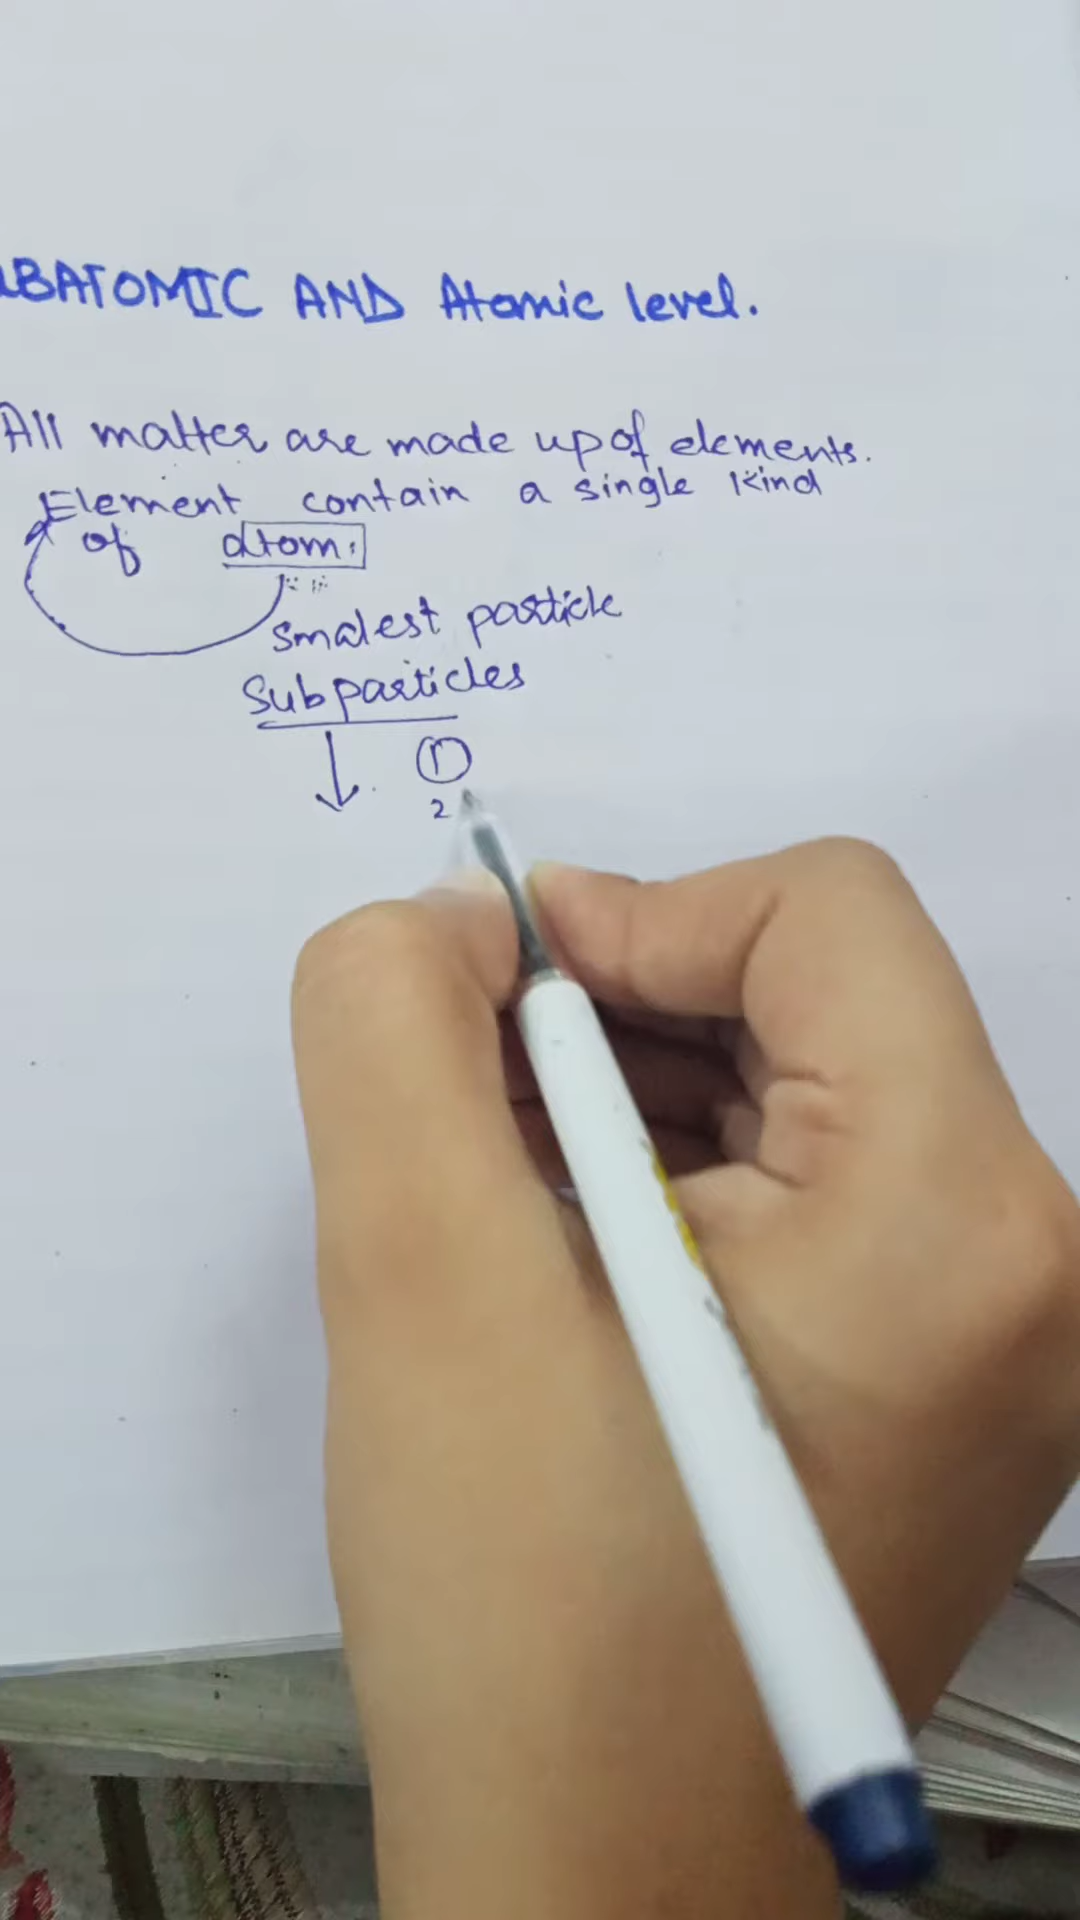 UBATOMIC AND Atomic level.
All matter are made up of elements.
Element contain a single kind
of atom.
Smalest particle
Subparticles
1
2